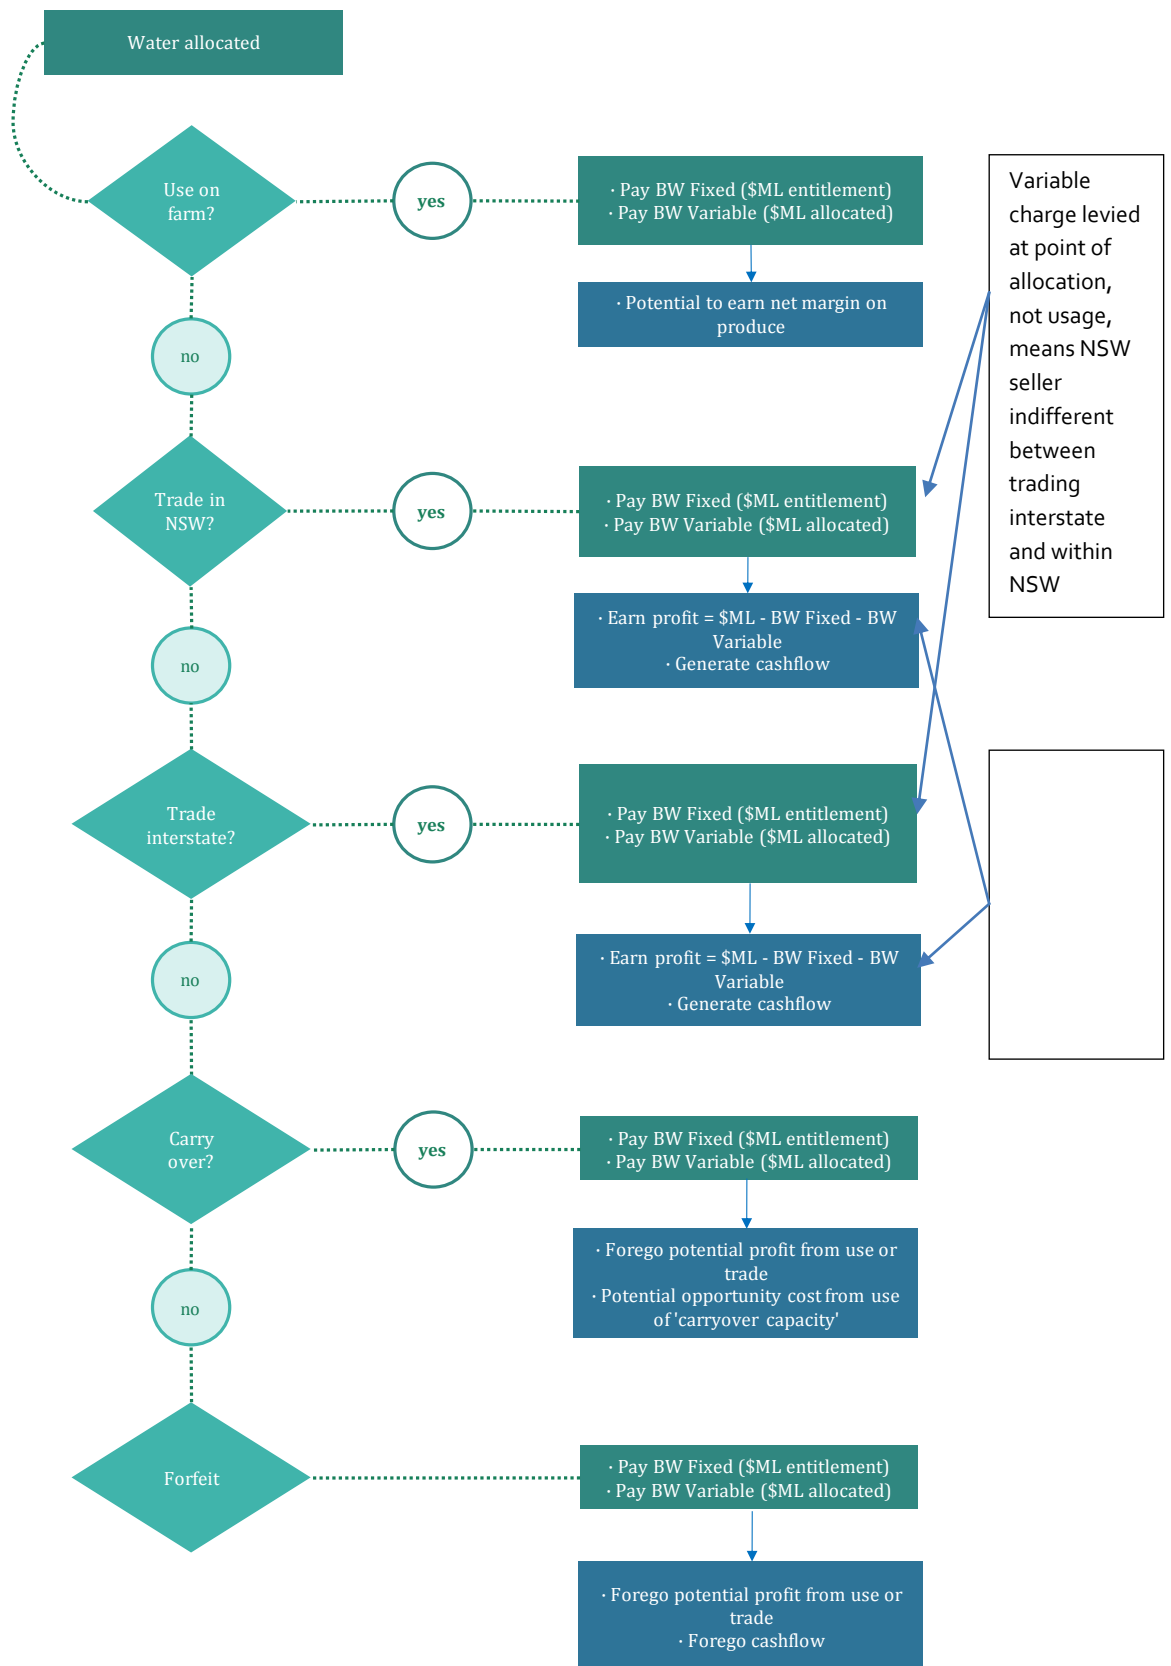 Water allocated
Use on
farm?
yes
· Pay BW Fixed ($ML entitlement)
· Pay BW Variable ($ML allocated)
· Potential to earn net margin on
produce
no
Trade in
NSW?
yes
· Pay BW Fixed ($ML entitlement)
· Pay BW Variable ($ML allocated)
· Earn profit = $ML - BW Fixed - BW
Variable
· Generate cashflow
no
Trade
interstate?
yes
· Pay BW Fixed ($ML entitlement)
· Pay BW Variable ($ML allocated)
· Earn profit = $ML - BW Fixed - BW
Variable
· Generate cashflow
no
Carry
over?
yes
· Pay BW Fixed ($ML entitlement)
· Pay BW Variable ($ML allocated)
· Forego potential profit from use or
trade
· Potential opportunity cost from use
of 'carryover capacity'
no
Forfeit
· Pay BW Fixed ($ML entitlement)
· Pay BW Variable ($ML allocated)
· Forego potential profit from use or
trade
· Forego cashflow
Variable
charge levied
at point of
allocation,
not usage,
means NSW
seller
indifferent
between
trading
interstate
and within
NSW